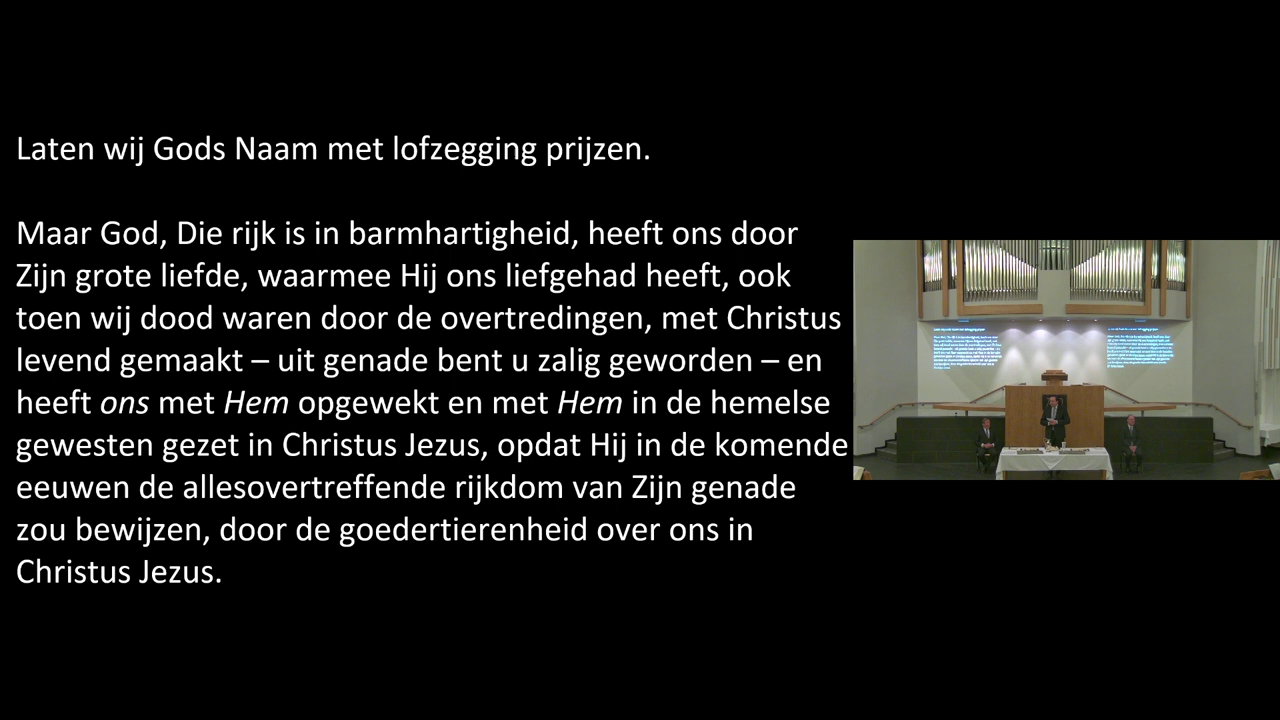 Laten wij Gods Naam met lofzegging prijzen.
Maar God, Die rijk is in barmhartigheid, heeft ons door
Zijn grote liefde, waarmee Hij ons liefgehad heeft, ook
toen wij dood waren door de overtredingen, met Christus
levend gemaakt – uit genade bent u zalig geworden – en
heeft ons met Hem opgewekt en met Hem in de hemelse
gewesten gezet in Christus Jezus, opdat Hij in de komende
eeuwen de allesovertreffende rijkdom van Zijn genade
zou bewijzen, door de goedertierenheid over ons in
Christus Jezus.